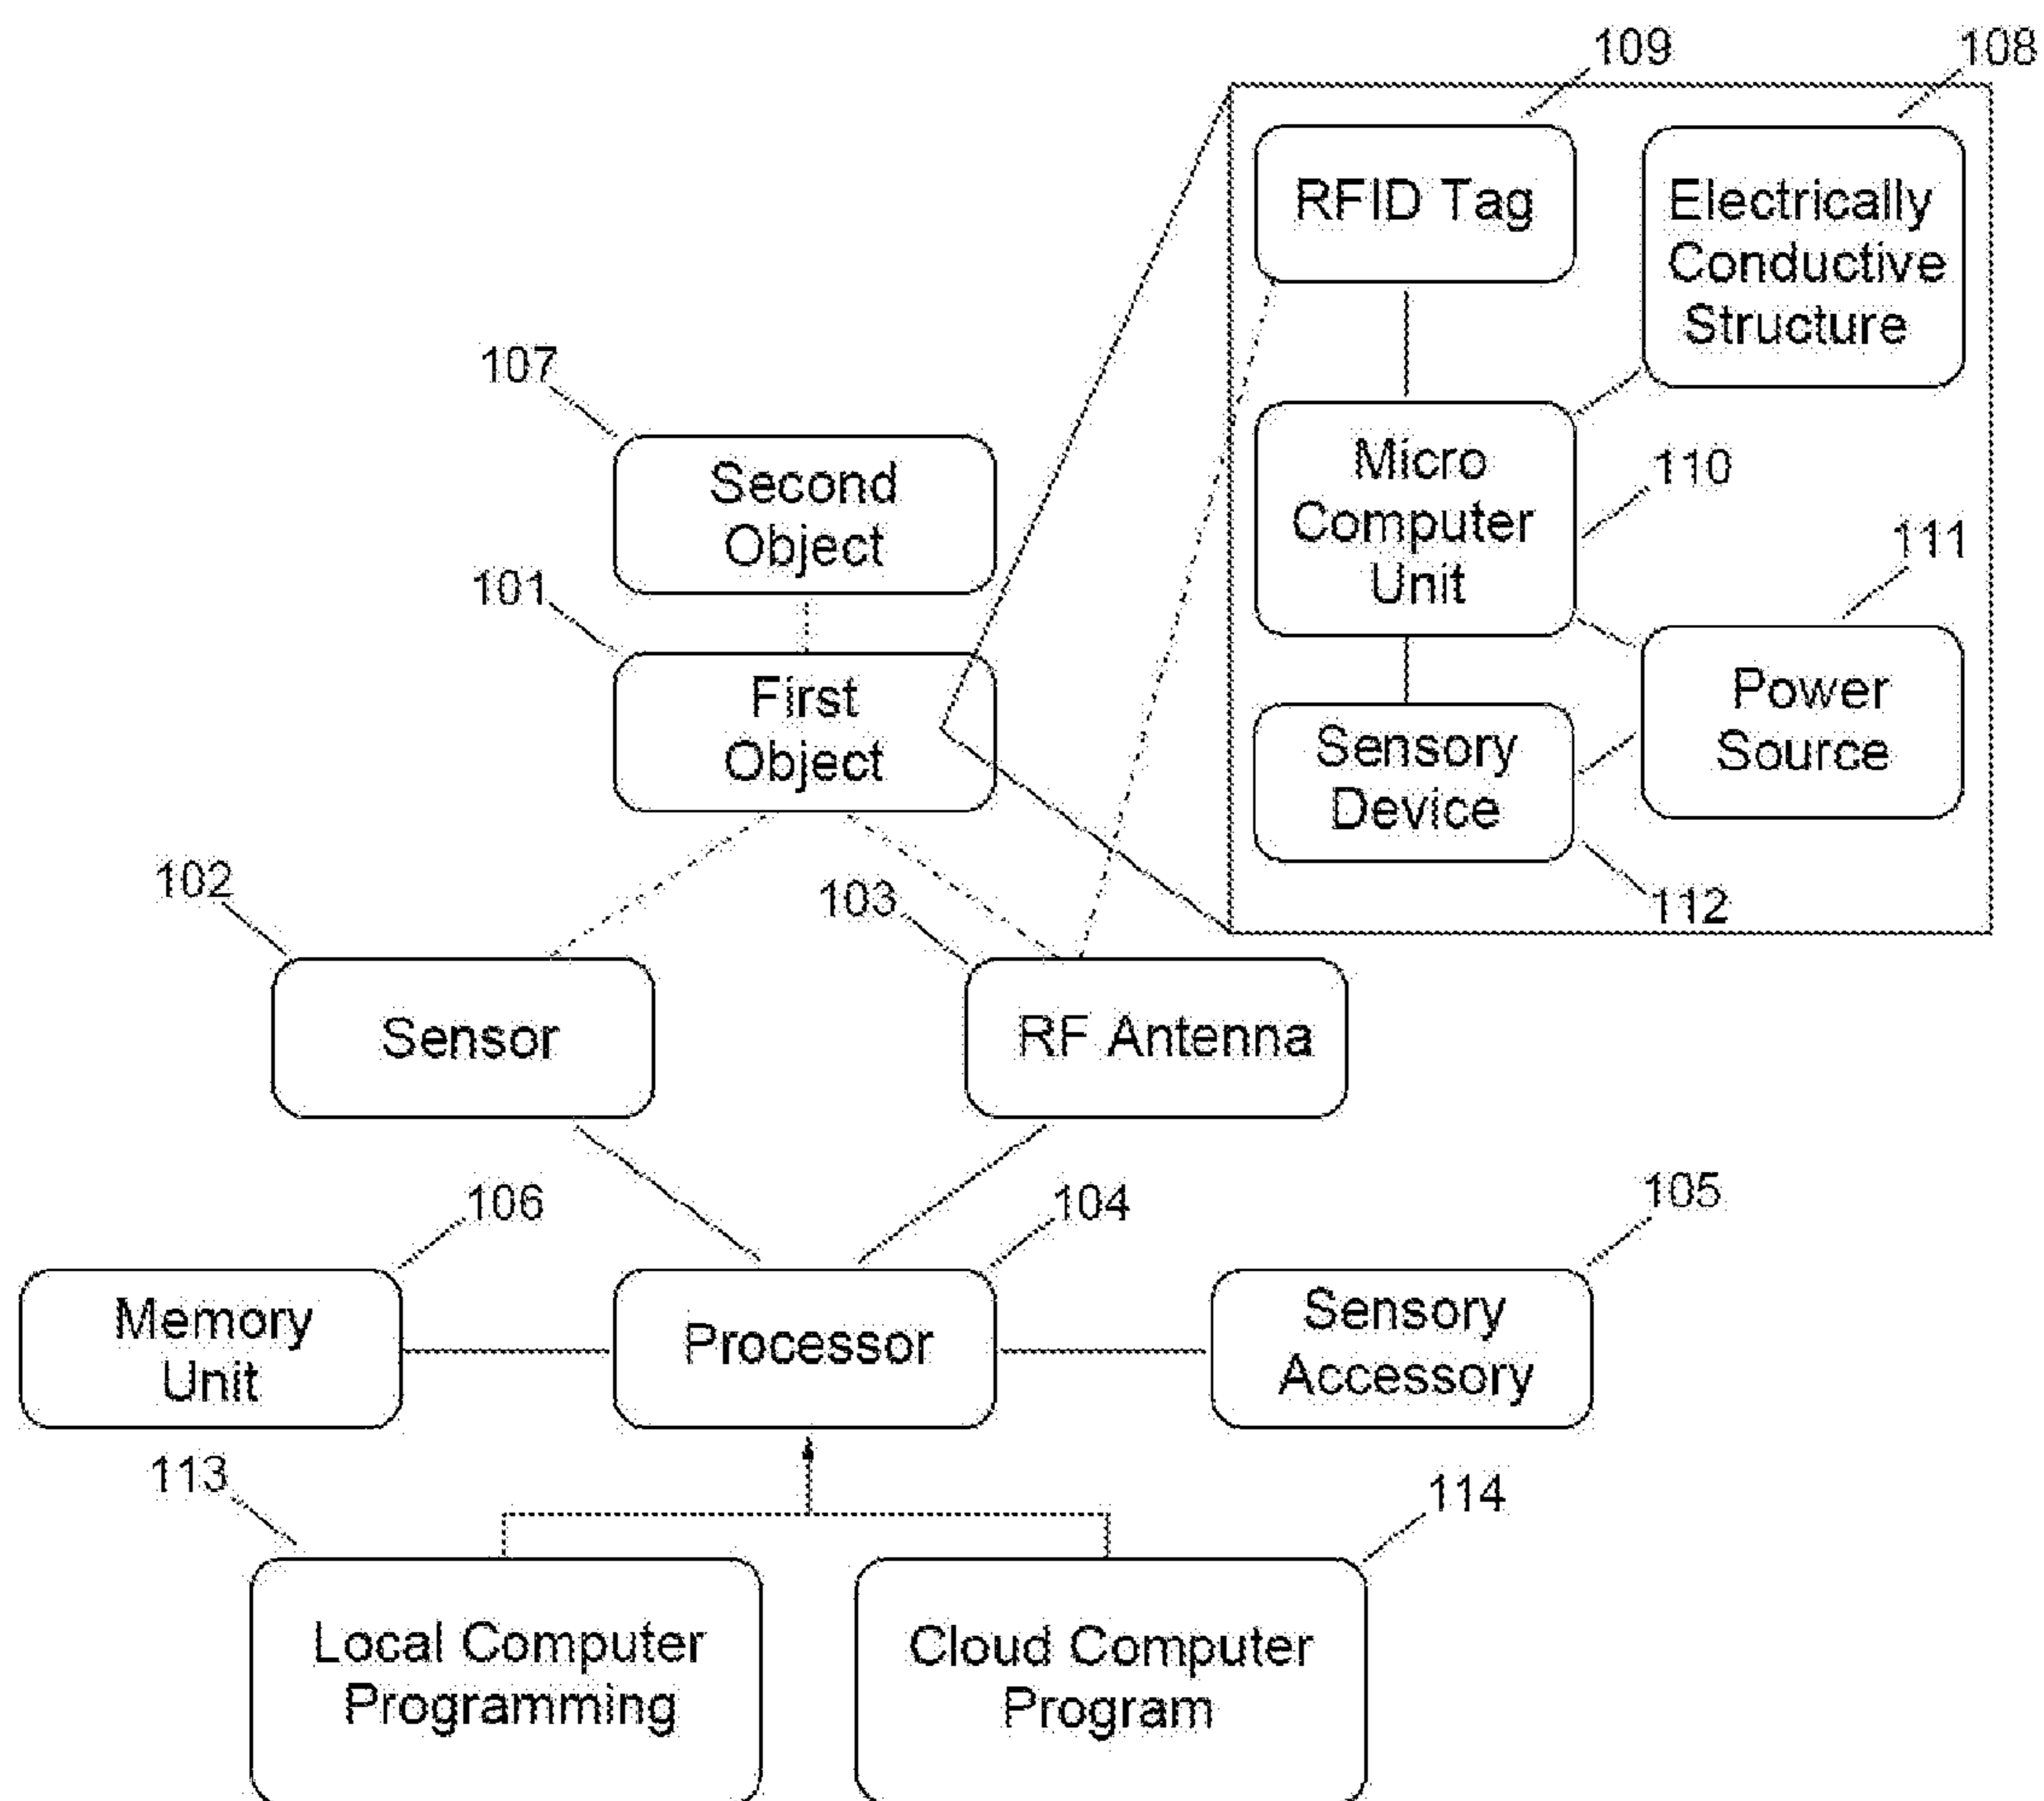 109
108
RFID Tag
Electrically
Conductive
Structure
107
Second
Object
Micro
Computer
Unit
110
111
101
First
Object
Power
Source
Sensory
Device
112
102
103
Sensor
RF Antenna
106
104
105
Memory
Unit
Processor
Sensory
Accessory
113
114
Local Computer
Programming
Cloud Computer
Program